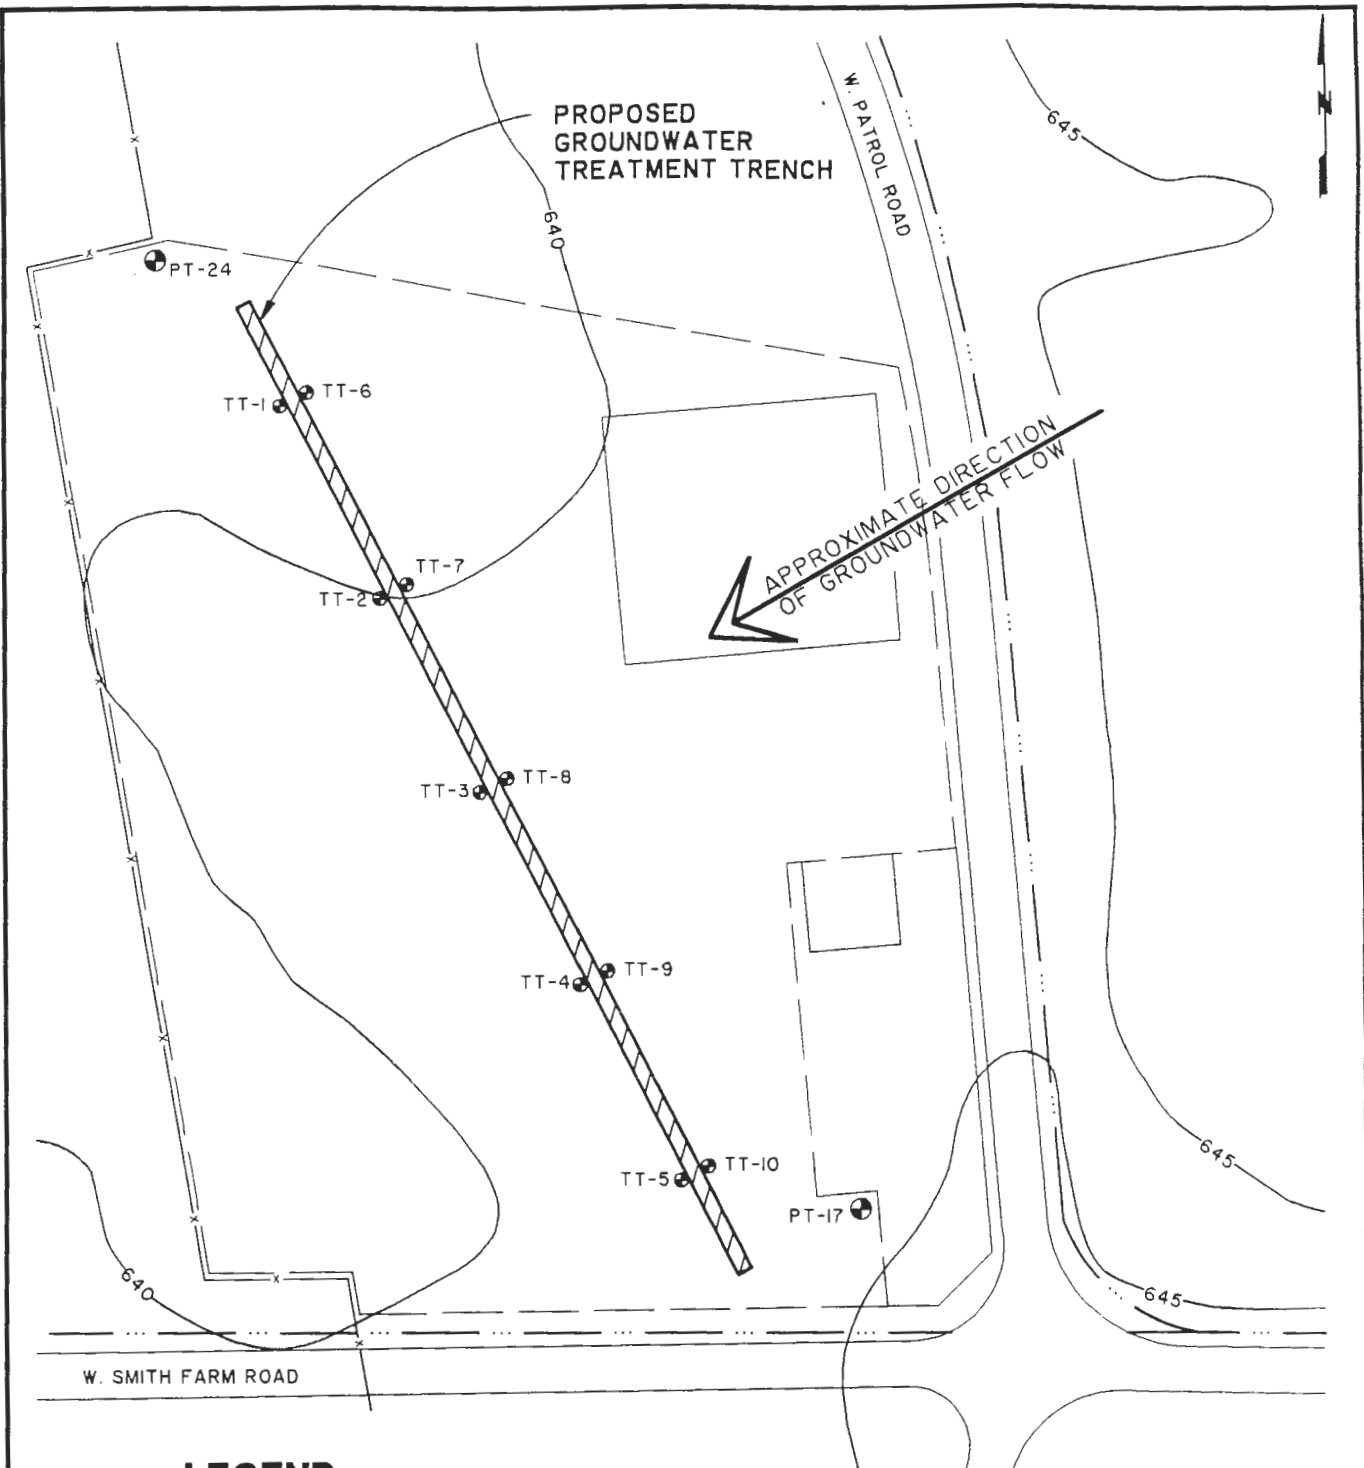 PROPOSED
GROUNDWATER
TREATMENT TRENCH
W. PATROL ROAD
N
645
640
PT-24
TT-1
TT-6
APPROXIMATE DIRECTION
OF GROUNDWATER FLOW
TT-7
TT-2
TT-8
TT-3
TT-9
TT-4
645
TT-10
TT-5
PT-17
640
645
W. SMITH FARM ROAD
LEGEND